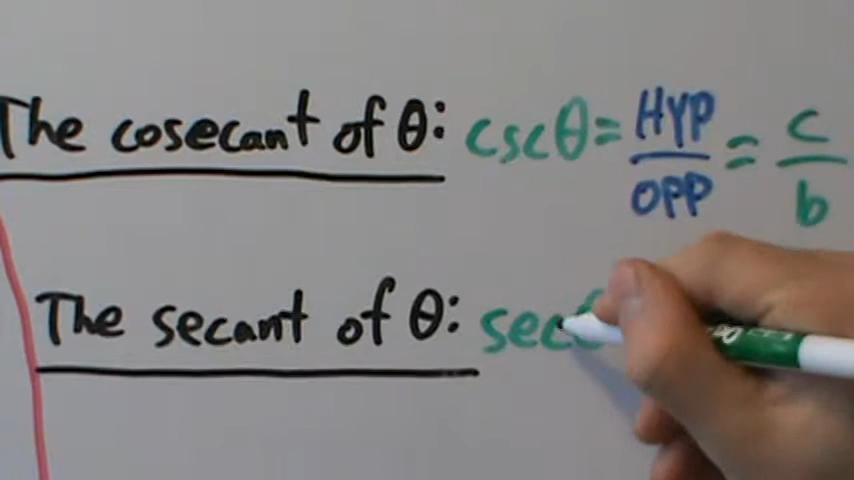 The cosecant of θ: cscθ = HYP/OPP = c/b
The secant of θ: sec